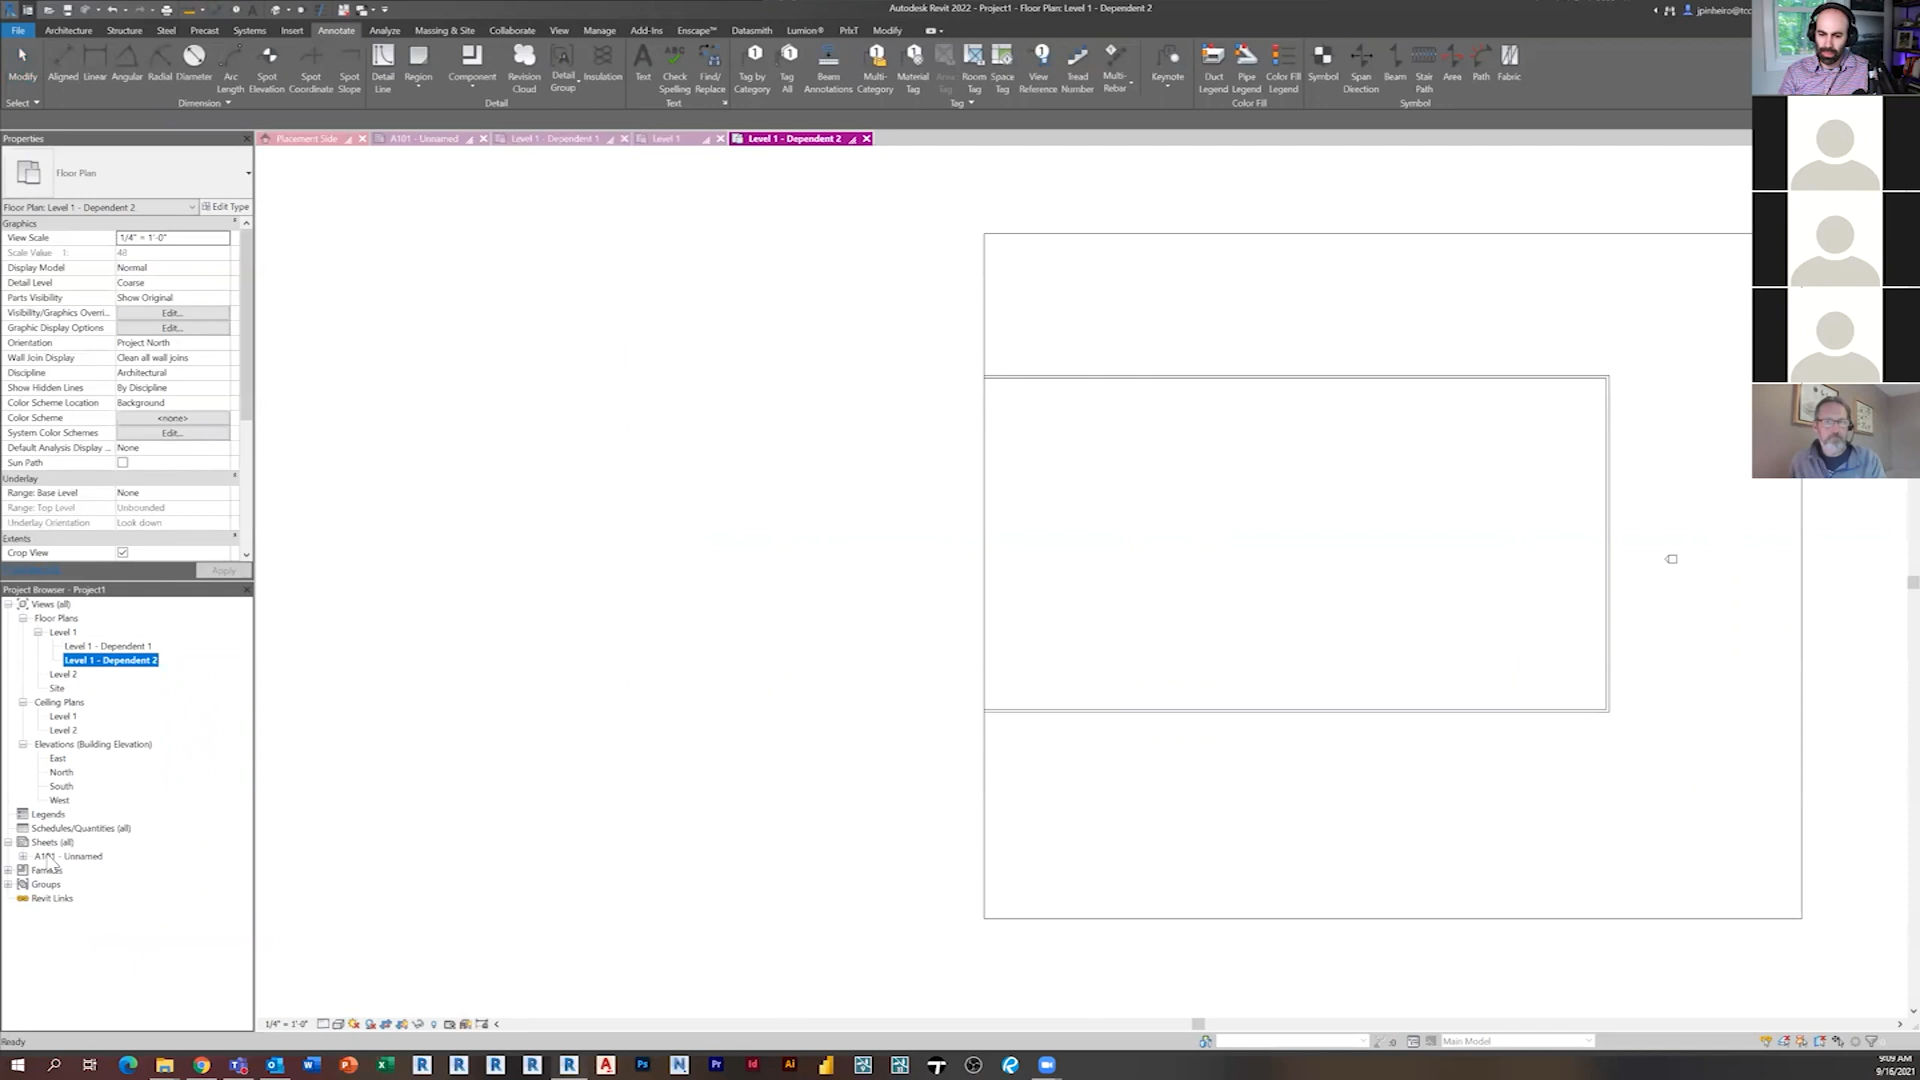 Autodesk Revit 2022 - Project1 - Floor Plan: Level 1 - Dependent 2
jpinheiro@tcc
File Architecture Structure Steel Precast Systems Insert Annotate Analyze Massing & Site Collaborate View Manage Add-Ins Enscape™ Datasmith Lumion® PrlxT Modify
Modify Aligned Linear Angular Radial Diameter Arc Length Spot Elevation Spot Coordinate Spot Slope Detail Line Region Component Revision Cloud Detail Group Insulation Text Check Spelling Find/ Replace Tag by Category Tag All Beam Annotations Multi- Category Material Tag Area Tag Room Tag Space Tag View Reference Tread Number Multi- Rebar Keynote Duct Legend Pipe Legend Color Fill Legend Symbol Span Direction Beam Stair Path Area Path Fabric
Select Dimension Detail Text Tag Color Fill Symbol
Properties
Placement Side
A101 - Unnamed
Level 1 - Dependent 1
Level 1
Level 1 - Dependent 2
Floor Plan
Floor Plan: Level 1 - Dependent 2 Edit Type
Graphics
View Scale 1/4" = 1'-0"
Scale Value 1: 48
Display Model Normal
Detail Level Coarse
Parts Visibility Show Original
Visibility/Graphics Overri... Edit...
Graphic Display Options Edit...
Orientation Project North
Wall Join Display Clean all wall joins
Discipline Architectural
Show Hidden Lines By Discipline
Color Scheme Location Background
Color Scheme <none>
System Color Schemes Edit...
Default Analysis Display ... None
Sun Path
Underlay
Range: Base Level None
Range: Top Level Unbounded
Underlay Orientation Look down
Extents
Crop View
Apply
Project Browser - Project1
Views (all)
Floor Plans
Level 1
Level 1 - Dependent 1
Level 1 - Dependent 2
Level 2
Site
Ceiling Plans
Level 1
Level 2
Elevations (Building Elevation)
East
North
South
West
Legends
Schedules/Quantities (all)
Sheets (all)
A101 - Unnamed
Families
Groups
Revit Links
1/4" = 1'-0"
Ready
:0
Main Model
9:09 AM
9/16/2021